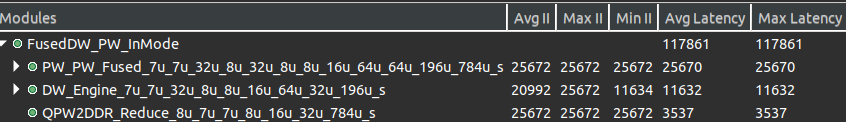 Modules Avg II Max II Min II Avg Latency Max Latency
FusedDW_PW_InMode 117861 117861
PW_PW_Fused_7u_7u_32u_8u_32u_8u_8u_16u_64u_64u_196u_784u_s 25672 25672 25672 25670 25670
DW_Engine_7u_7u_32u_8u_8u_16u_64u_32u_196u_s 20992 25672 11634 11632 11632
QPW2DDR_Reduce_8u_7u_7u_8u_16u_32u_784u_s 25672 25672 25672 3537 3537